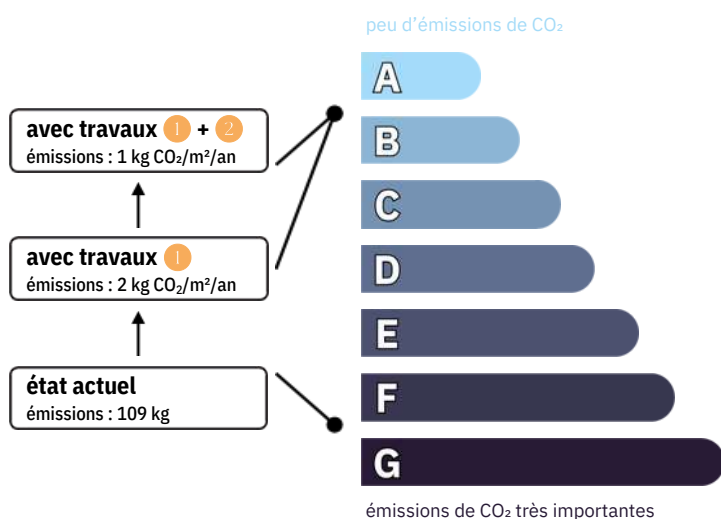 peu d'émissions de CO₂
A
avec travaux 1 + 2
émissions : 1 kg CO₂/m²/an
B
C
avec travaux 1
émissions : 2 kg CO₂/m²/an
D
E
état actuel
émissions : 109 kg
F
G
émissions de CO₂ très importantes